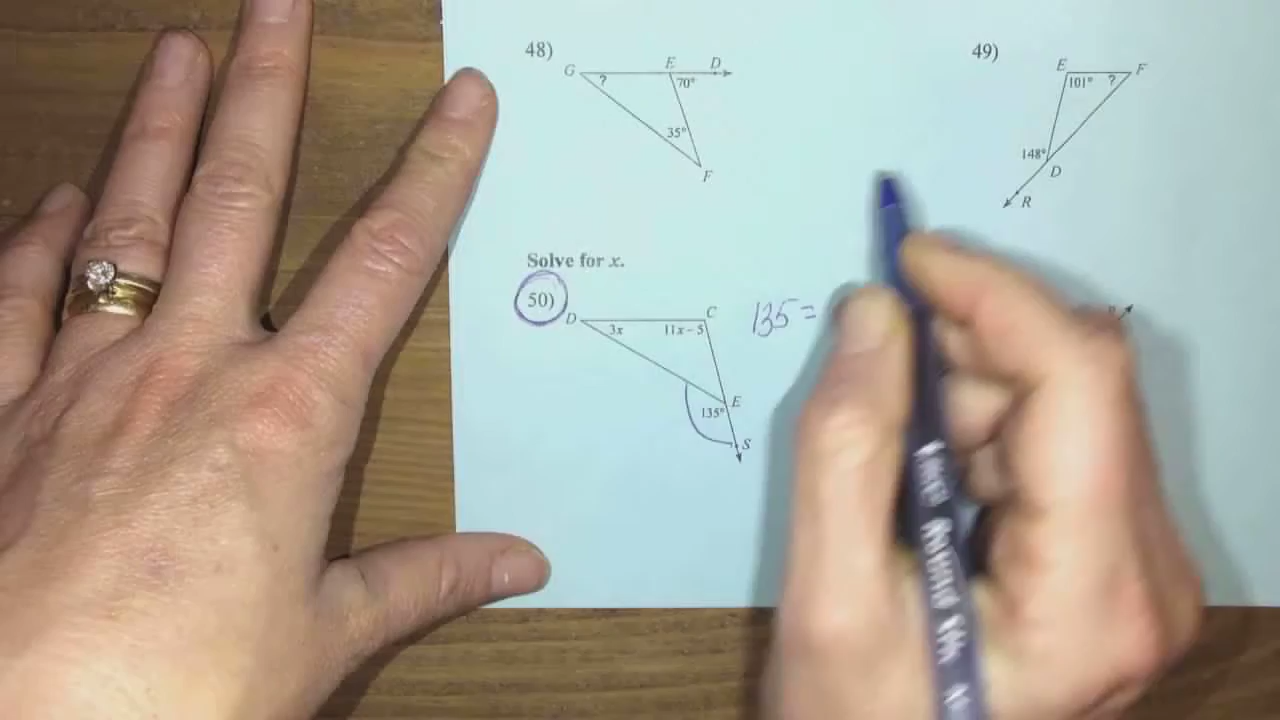 48)
G ? E 70° D
35°
F
49)
E 101° ? F
148°
D
R
Solve for x.
50)
D 3x 11x – 5 C
135 =
135° E
S